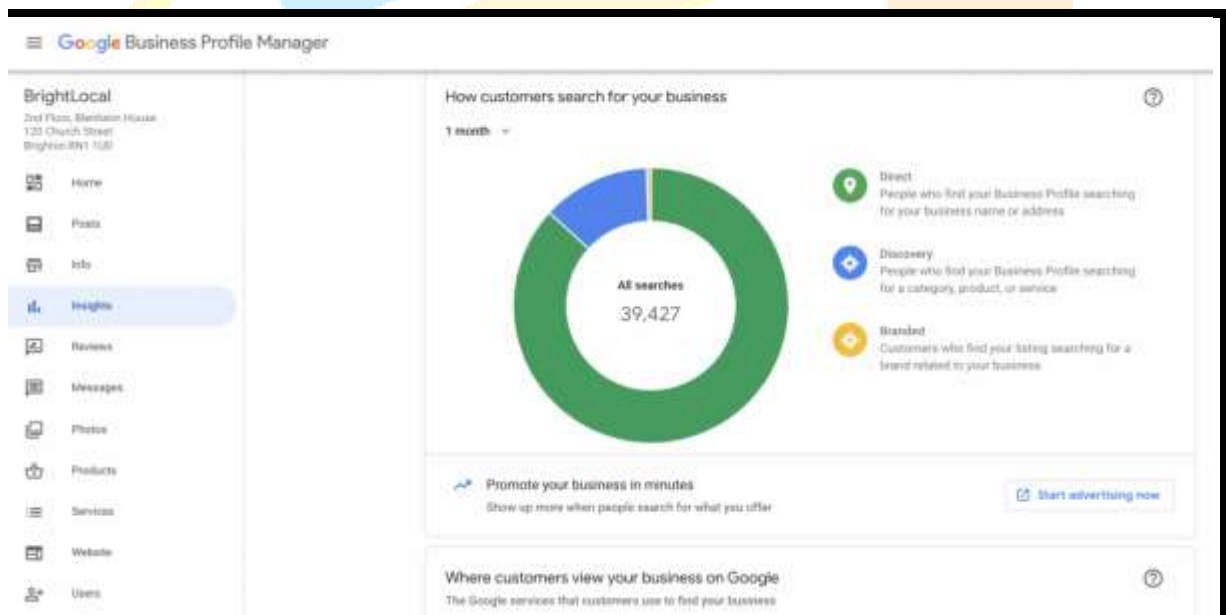 Google Business Profile Manager
BrightLocal
2nd Floor, Blenheim House
120 Church Street
Brighton BN1 1UD
Home
Posts
Info
Insights
Reviews
Messages
Photos
Products
Services
Website
Users
How customers search for your business
1 month
All searches
39,427
Direct
People who find your Business Profile searching
for your business name or address
Discovery
People who find your Business Profile searching
for a category, product, or service
Branded
Customers who find your listing searching for a
brand related to your business
Promote your business in minutes
Show up more when people search for what you offer
Start advertising now
Where customers view your business on Google
The Google services that customers use to find your business